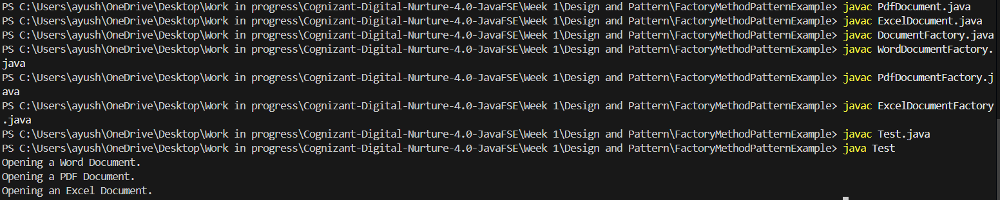 PS C:\Users\ayush\OneDrive\Desktop\Work in progress\Cognizant-Digital-Nurture-4.0-JavaFSE\Week 1\Design and Pattern\FactoryMethodPatternExample> javac PdfDocument.java
PS C:\Users\ayush\OneDrive\Desktop\Work in progress\Cognizant-Digital-Nurture-4.0-JavaFSE\Week 1\Design and Pattern\FactoryMethodPatternExample> javac ExcelDocument.java
PS C:\Users\ayush\OneDrive\Desktop\Work in progress\Cognizant-Digital-Nurture-4.0-JavaFSE\Week 1\Design and Pattern\FactoryMethodPatternExample> javac DocumentFactory.java
PS C:\Users\ayush\OneDrive\Desktop\Work in progress\Cognizant-Digital-Nurture-4.0-JavaFSE\Week 1\Design and Pattern\FactoryMethodPatternExample> javac WordDocumentFactory.
java
PS C:\Users\ayush\OneDrive\Desktop\Work in progress\Cognizant-Digital-Nurture-4.0-JavaFSE\Week 1\Design and Pattern\FactoryMethodPatternExample> javac PdfDocumentFactory.j
ava
PS C:\Users\ayush\OneDrive\Desktop\Work in progress\Cognizant-Digital-Nurture-4.0-JavaFSE\Week 1\Design and Pattern\FactoryMethodPatternExample> javac ExcelDocumentFactory
.java
PS C:\Users\ayush\OneDrive\Desktop\Work in progress\Cognizant-Digital-Nurture-4.0-JavaFSE\Week 1\Design and Pattern\FactoryMethodPatternExample> javac Test.java
PS C:\Users\ayush\OneDrive\Desktop\Work in progress\Cognizant-Digital-Nurture-4.0-JavaFSE\Week 1\Design and Pattern\FactoryMethodPatternExample> java Test
Opening a Word Document.
Opening a PDF Document.
Opening an Excel Document.